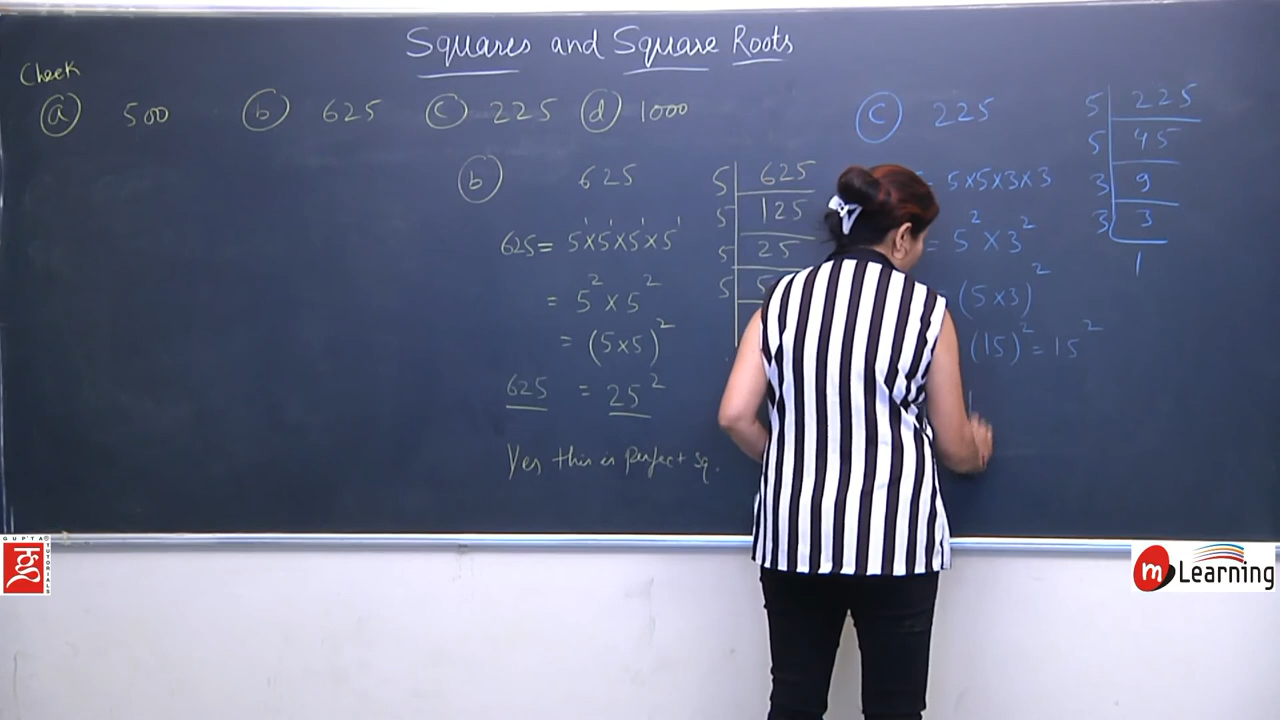 Squares and Square Roots
Check
(a) 500 (b) 625 (c) 225 (d) 1000
(b) 625
625 = 5 × 5 × 5 × 5
= 5² × 5²
= (5×5)²
625 = 25²
Yes this is perfect sq.
5 | 625
5 | 125
5 | 25
5 | 5
(c) 225
= 5×5×3×3
= 5² × 3²
= (5×3)²
(15)² = 15²
5 | 225
5 | 45
3 | 9
3 | 3
1
GUPTA TUTORIALS
m Learning